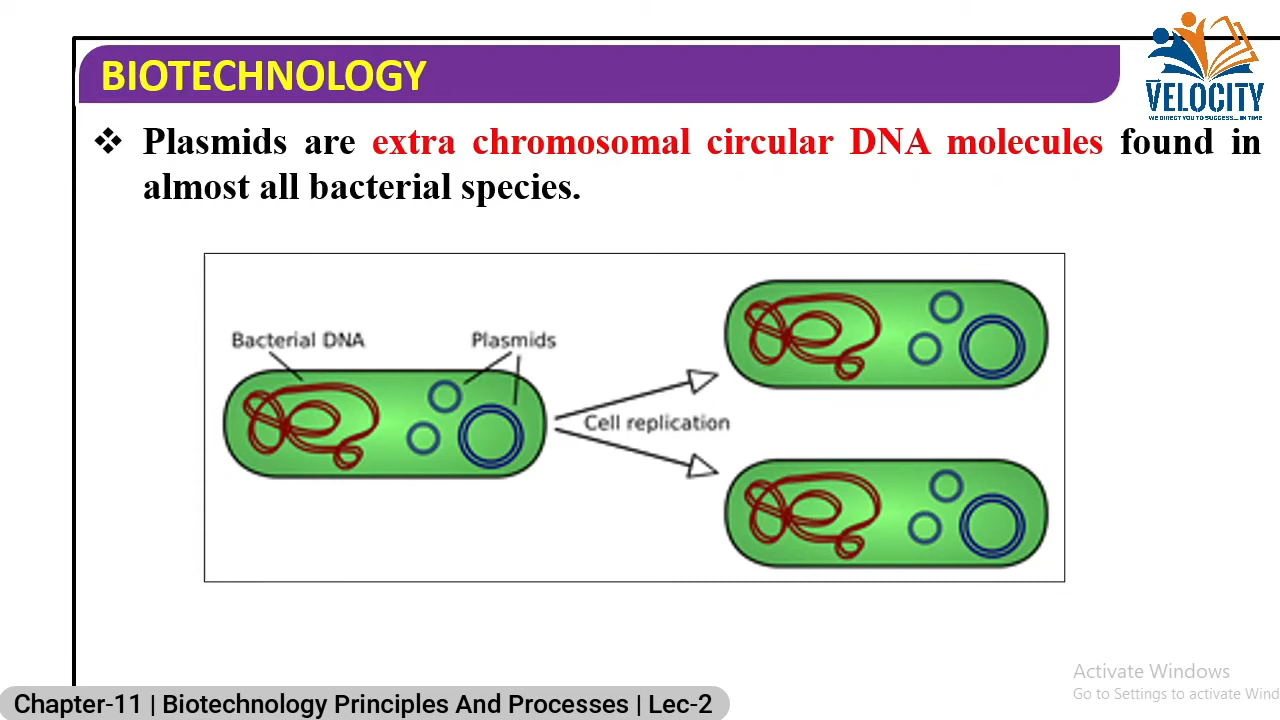 BIOTECHNOLOGY
VELOCITY
WE DIRECT YOU TO SUCCESS.... IN TIME
❖ Plasmids are extra chromosomal circular DNA molecules found in
almost all bacterial species.
Bacterial DNA
Plasmids
Cell replication
Activate Windows
Go to Settings to activate Wind
Chapter-11 | Biotechnology Principles And Processes | Lec-2